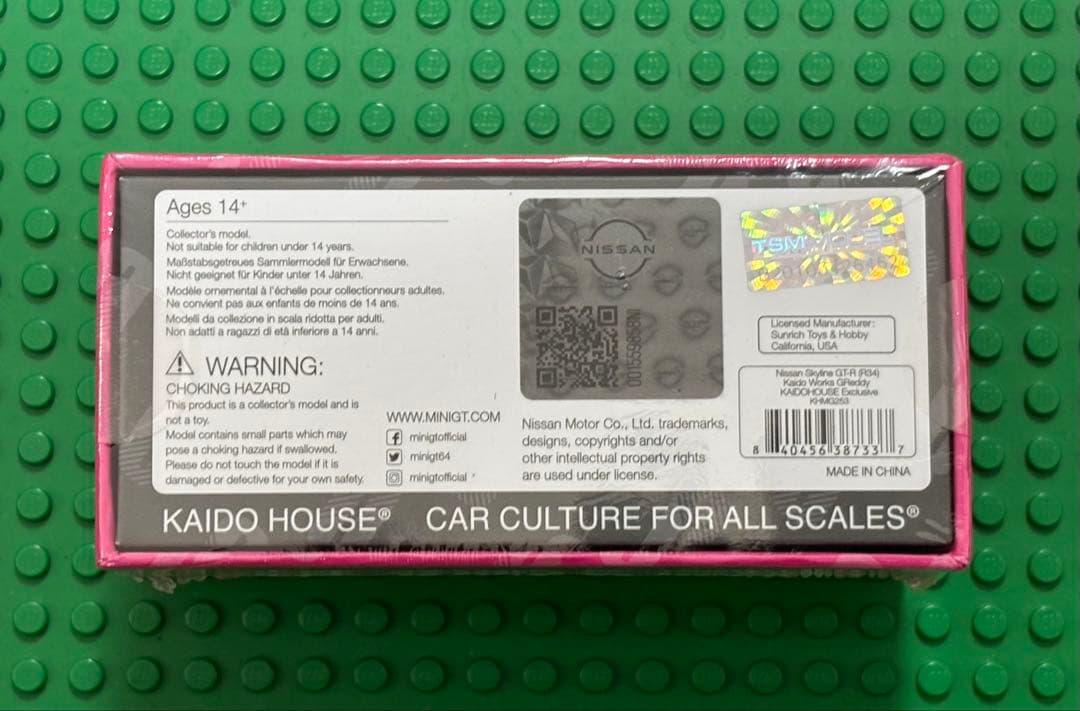 Ages 14+
Collector's model.
Not suitable for children under 14 years.
Maßstabsgetreues Sammlermodell für Erwachsene.
Nicht geeignet für Kinder unter 14 Jahren.
Modèle ornemental à l'échelle pour collectionneurs adultes.
Ne convient pas aux enfants de moins de 14 ans.
Modelli da collezione in scala ridotta per adulti.
Non adatti a ragazzi di età inferiore a 14 anni.
WARNING:
CHOKING HAZARD
This product is a collector's model and is
not a toy.
Model contains small parts which may
pose a choking hazard if swallowed.
Please do not touch the model if it is
damaged or defective for your own safety.
WWW.MINIGT.COM
minigtofficial
minigt64
minigtofficial
NISSAN
Nissan Motor Co., Ltd. trademarks,
designs, copyrights and/or
other intellectual property rights
are used under license.
TSM
Licensed Manufacturer:
Sunrich Toys & Hobby
California, USA
Nissan Skyline GT-R (R34)
Kaido Works GReddy
KAIDOHOUSE Exclusive
KHMG253
8 40456 38733 7
MADE IN CHINA
KAIDO HOUSE® CAR CULTURE FOR ALL SCALES®